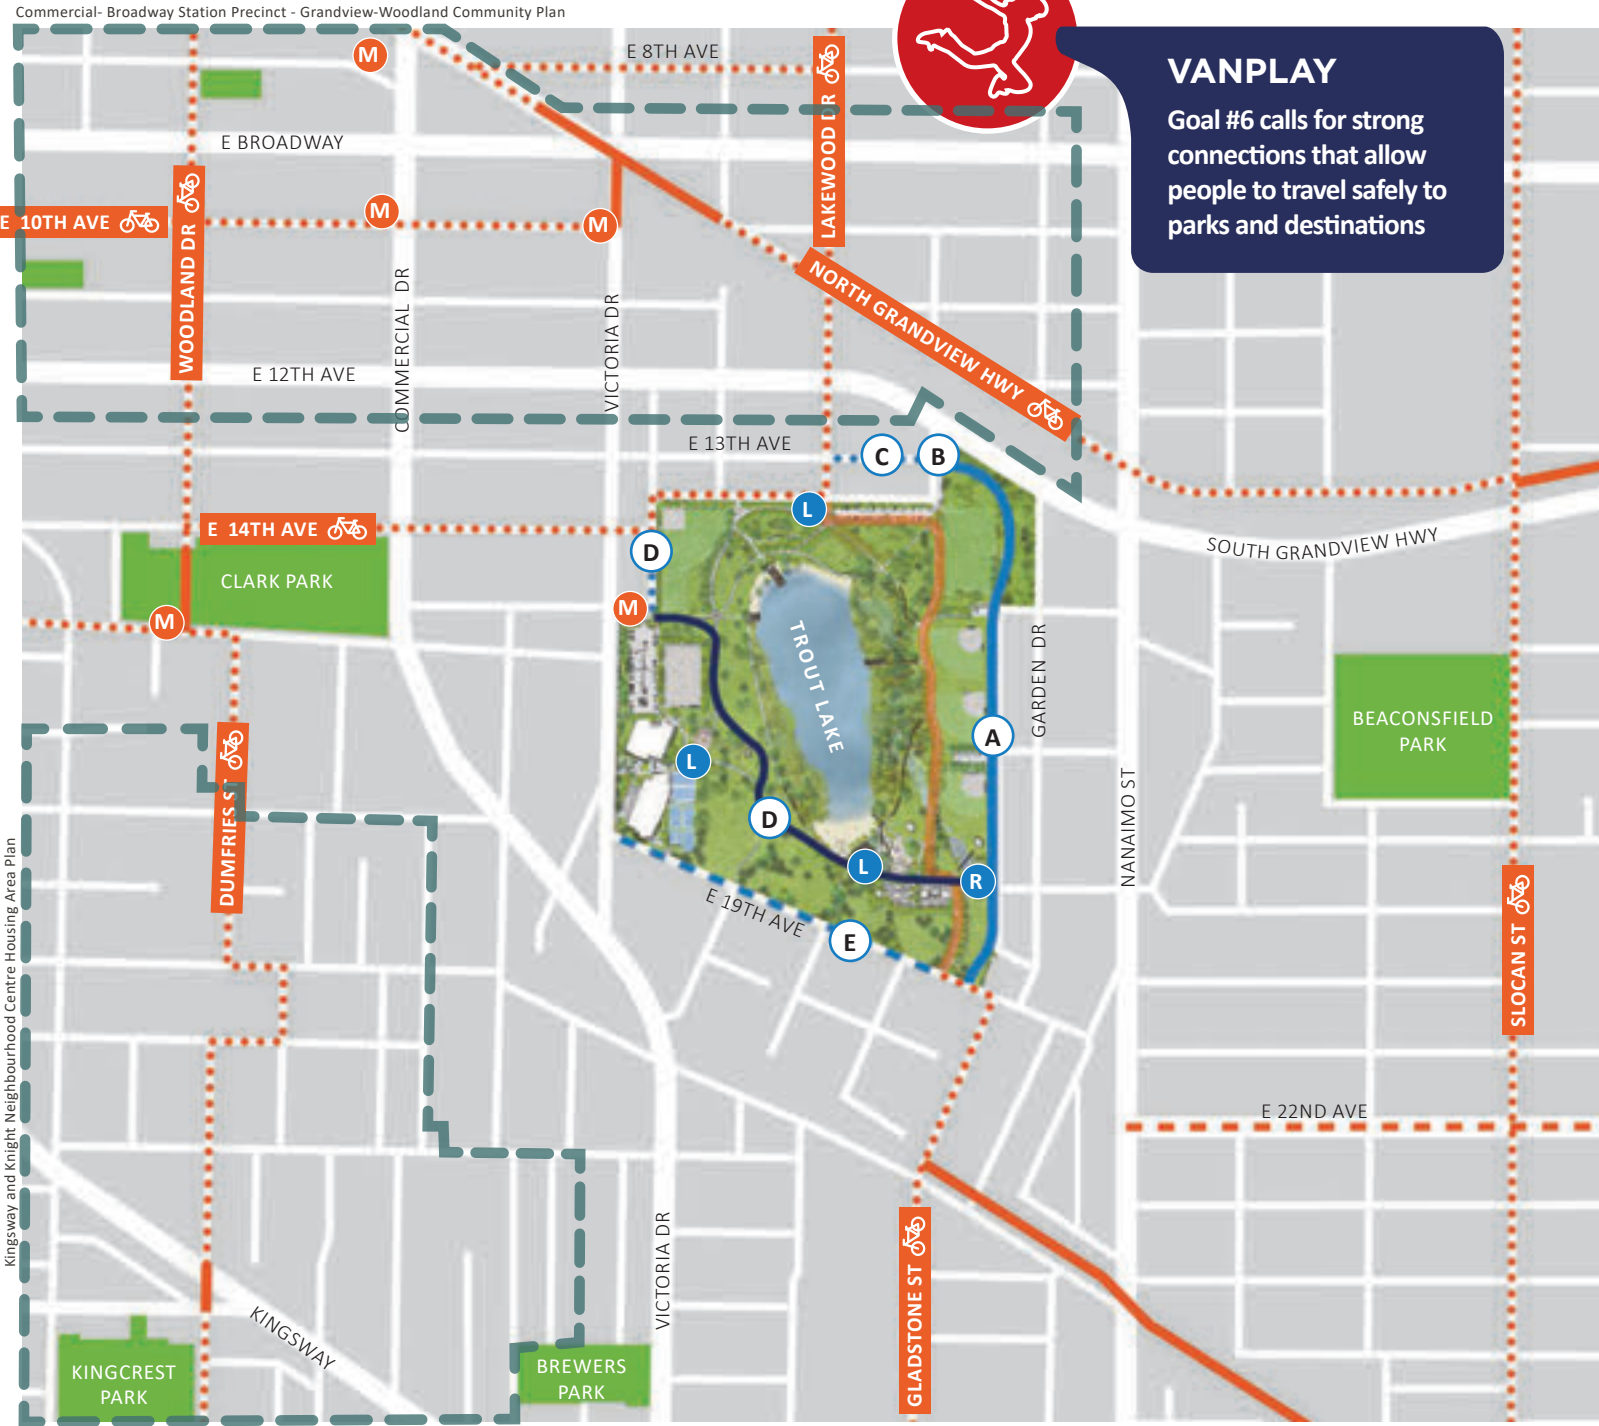 Commercial- Broadway Station Precinct - Grandview-Woodland Community Plan
VANPLAY
Goal #6 calls for strong
connections that allow
people to travel safely to
parks and destinations
E 8TH AVE
M
LAKEWOOD DR
E BROADWAY
E 10TH AVE
WOODLAND DR
M
M
NORTH GRANDVIEW HWY
COMMERCIAL DR
VICTORIA DR
E 12TH AVE
E 13TH AVE
C
B
L
E 14TH AVE
D
SOUTH GRANDVIEW HWY
CLARK PARK
M
M
TROUT LAKE
GARDEN DR
A
BEACONSFIELD
PARK
L
DUMFRIES ST
D
NANAIMO ST
L
R
E 19TH AVE
E
SLOCAN ST
Kingsway and Knight Neighbourhood Centre Housing Area Plan
E 22ND AVE
VICTORIA DR
GLADSTONE ST
KINGSWAY
KINGCREST
PARK
BREWERS
PARK